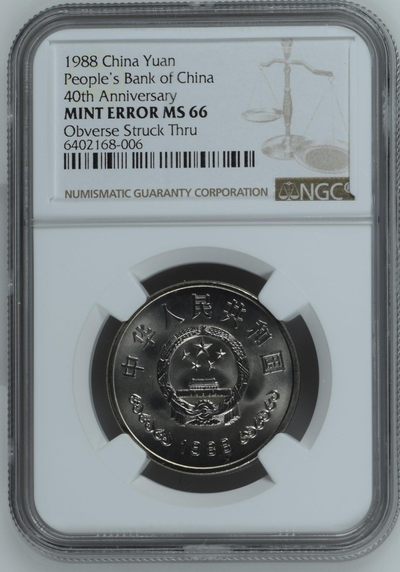 1988 China Yuan
People's Bank of China
40th Anniversary
MINT ERROR MS 66
Obverse Struck Thru
6402168-006
NUMISMATIC GUARANTY CORPORATION
NGC
中华人民共和国
1988